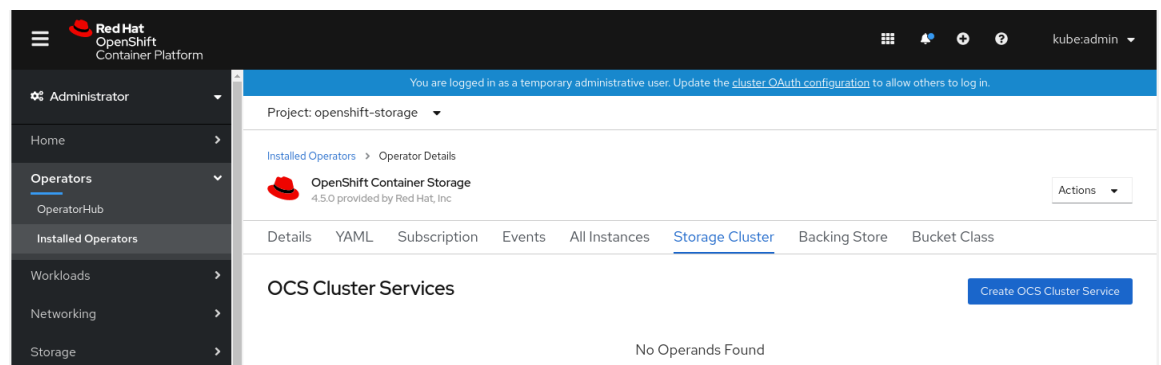 Red Hat
OpenShift
Container Platform
kube:admin
Administrator
You are logged in as a temporary administrative user. Update the cluster OAuth configuration to allow others to log in.
Project: openshift-storage
Home
Installed Operators > Operator Details
Operators
OpenShift Container Storage
4.5.0 provided by Red Hat, Inc
Actions
OperatorHub
Installed Operators
Details YAML Subscription Events All Instances Storage Cluster Backing Store Bucket Class
Workloads
OCS Cluster Services
Create OCS Cluster Service
Networking
Storage
No Operands Found